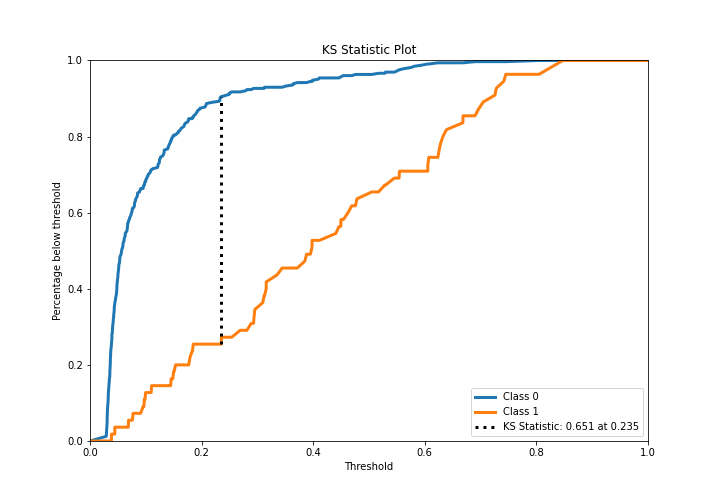 KS Statistic Plot
1.0
0.8
0.6
0.4
0.2
0.0
Percentage below threshold
Class 0
Class 1
KS Statistic: 0.651 at 0.235
0.0 0.2 0.4 0.6 0.8 1.0
Threshold